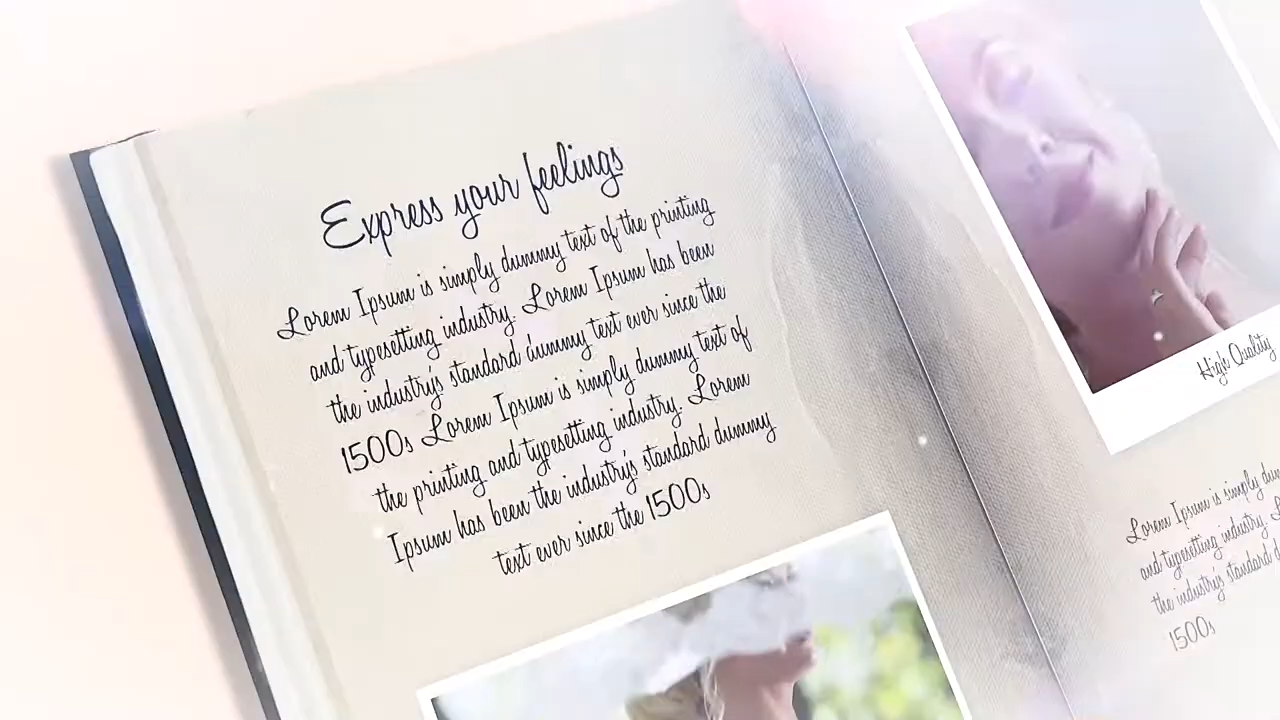 Express your feelings
Lorem Ipsum is simply dummy text of the printing
and typesetting industry. Lorem Ipsum has been
the industry's standard dummy text ever since the
1500s Lorem Ipsum is simply dummy text of
the printing and typesetting industry. Lorem
Ipsum has been the industry's standard dummy
text ever since the 1500s
High Quality
Lorem Ipsum is simply
and typesetting industry.
the industry's standard
1500s